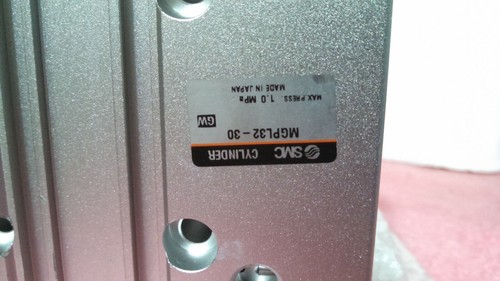 SMC CYLINDER
MGPL32-30
GW
MAX.PRESS. 1.0 MPa
MADE IN JAPAN